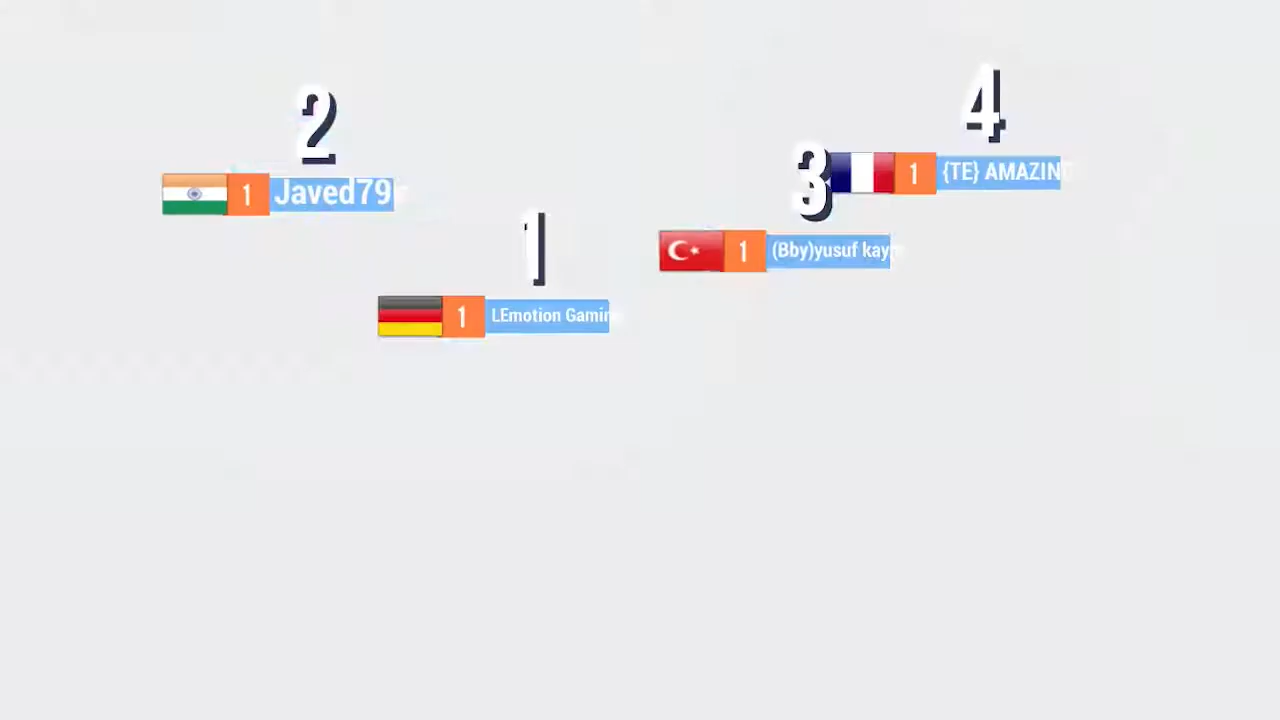 4
2
3
1 {TE} AMAZIN
1 Javed79
1
1 (Bby)yusuf kay
1 LEmotion Gamin